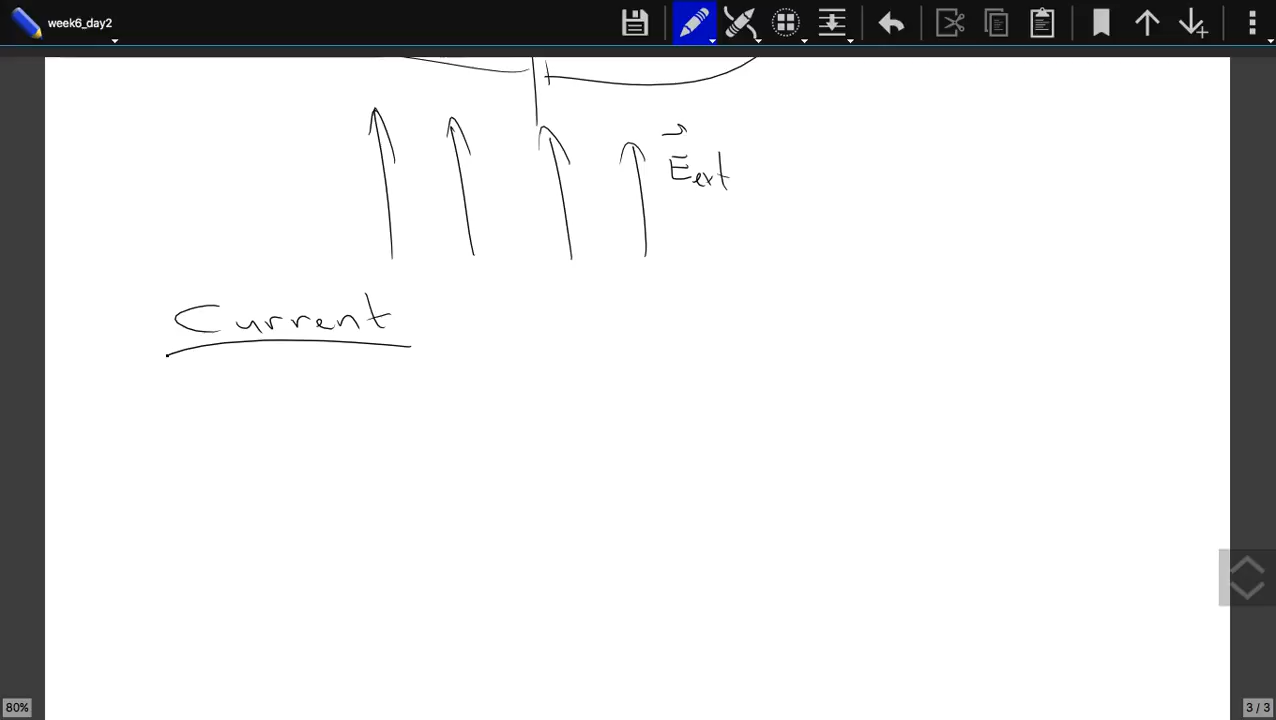 week6_day2
E⃗ext
Current
80%
3 / 3